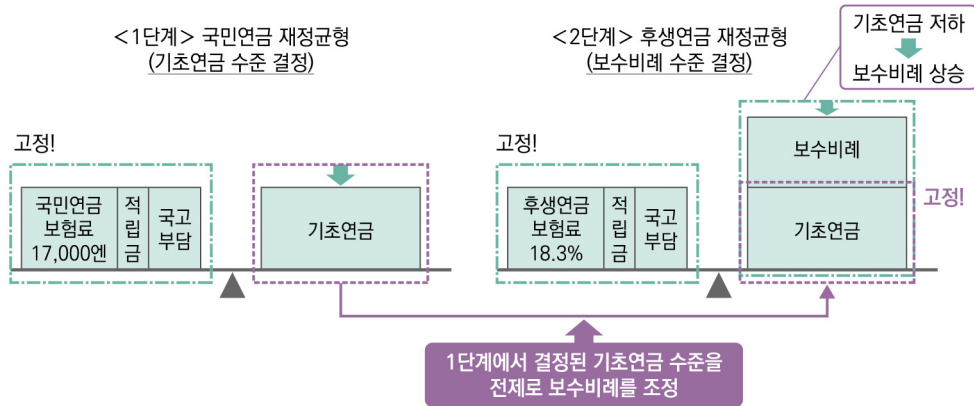 <1단계> 국민연금 재정균형
(기초연금 수준 결정)
고정!
국민연금
보험료
17,000엔
적
립
금
국고
부담
기초연금
<2단계> 후생연금 재정균형
(보수비례 수준 결정)
기초연금 저하
보수비례 상승
고정!
후생연금
보험료
18.3%
적
립
금
국고
부담
보수비례
기초연금
고정!
1단계에서 결정된 기초연금 수준을
전제로 보수비례를 조정